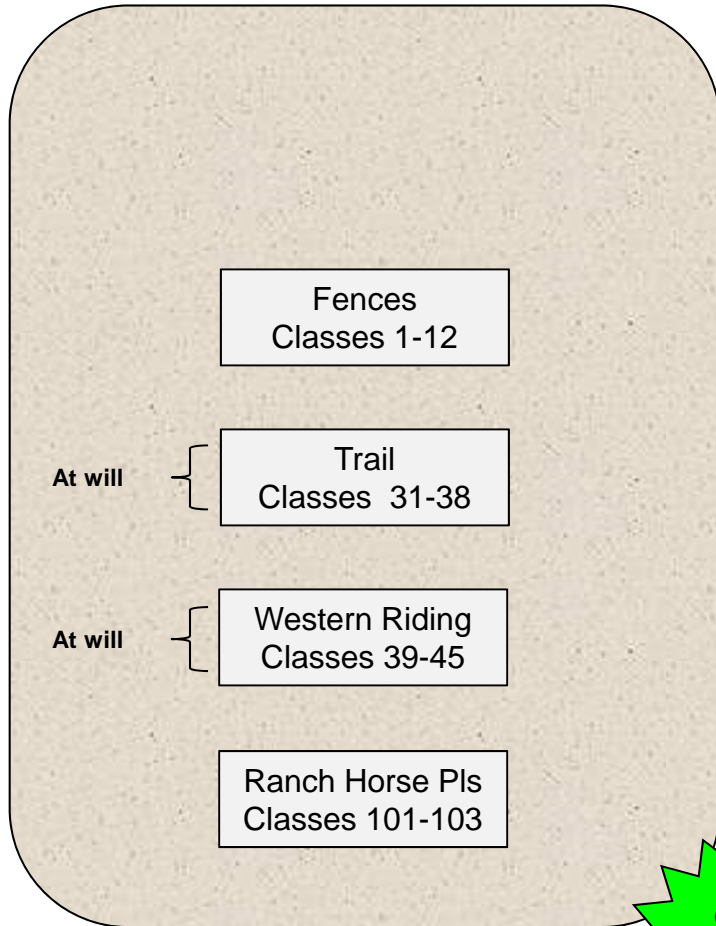 Fences
Classes 1-12
At will
Trail
Classes  31-38
At will
Western Riding
Classes 39-45
Ranch Horse Pls
Classes 101-103